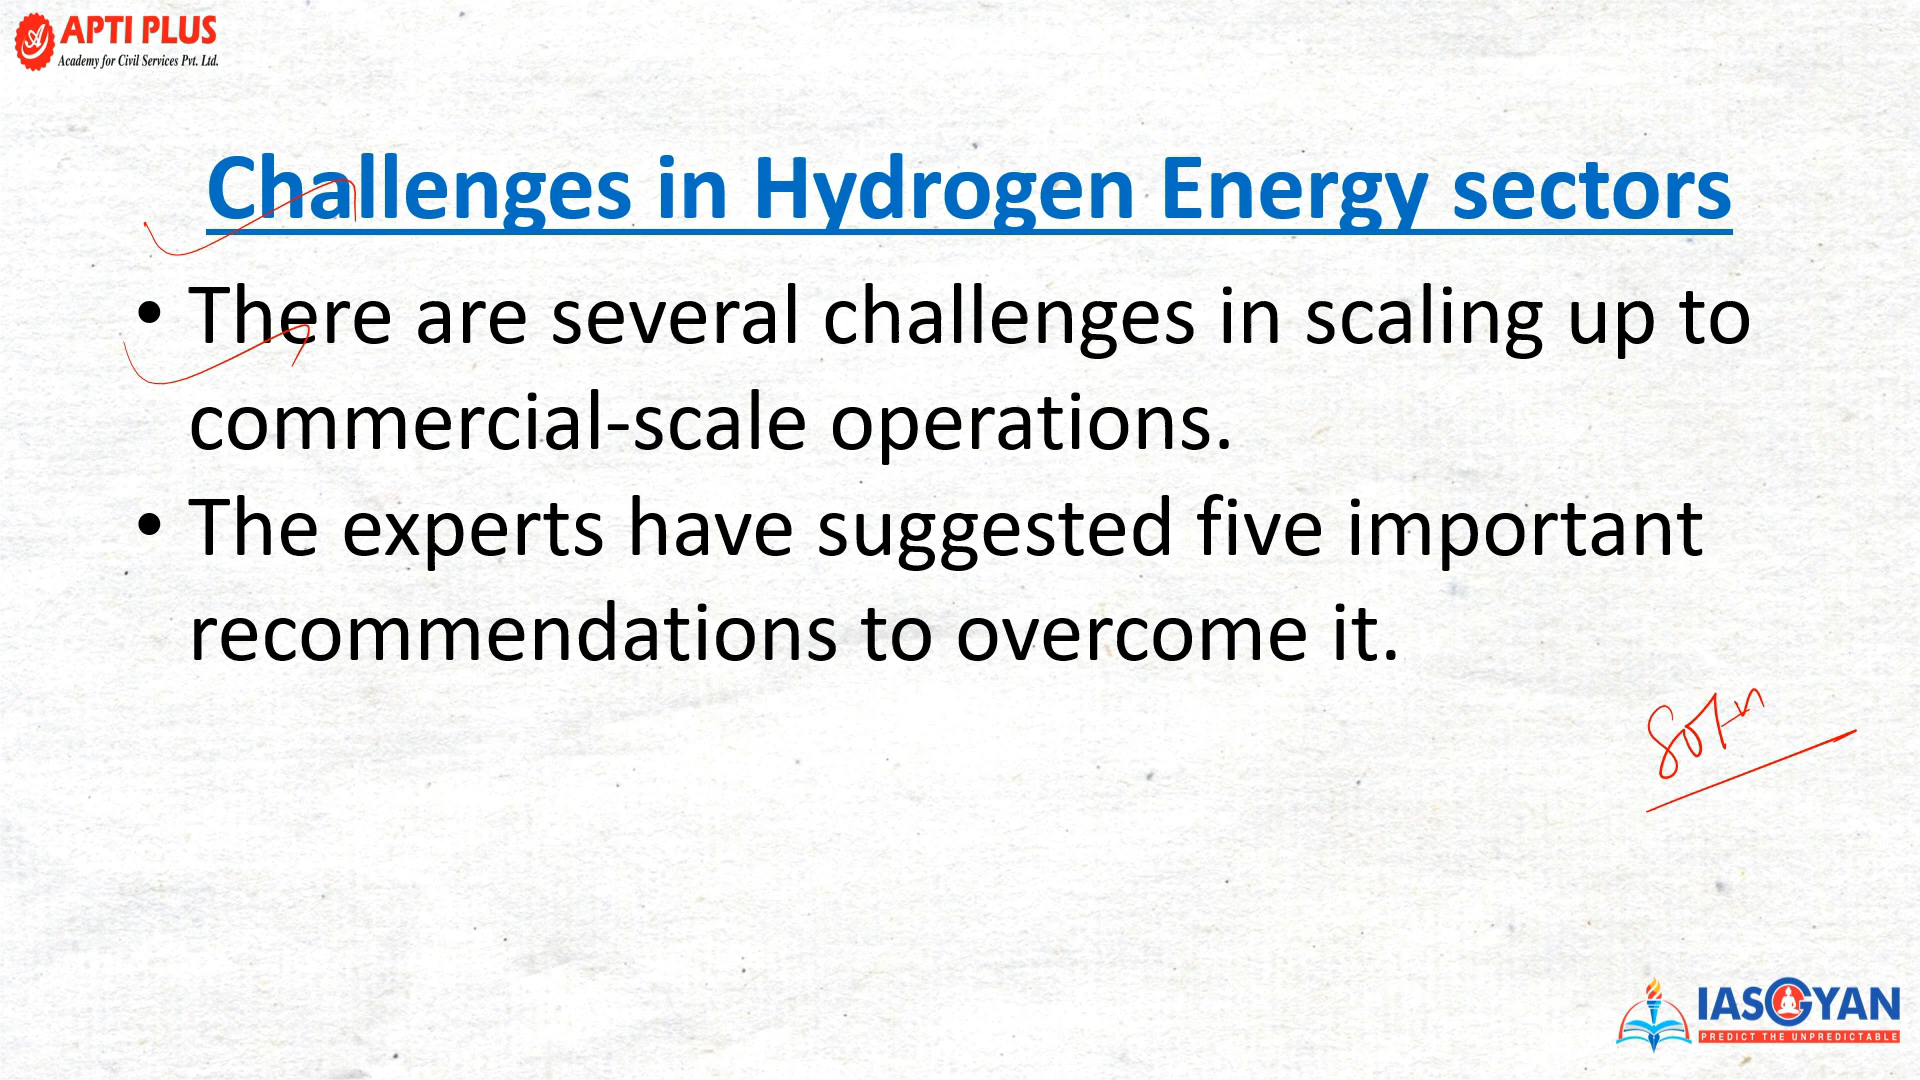 APTI PLUS
Academy for Civil Services Pvt. Ltd.
Challenges in Hydrogen Energy sectors
• There are several challenges in scaling up to
commercial-scale operations.
• The experts have suggested five important
recommendations to overcome it.
IASGYAN
PREDICT THE UNPREDICTABLE